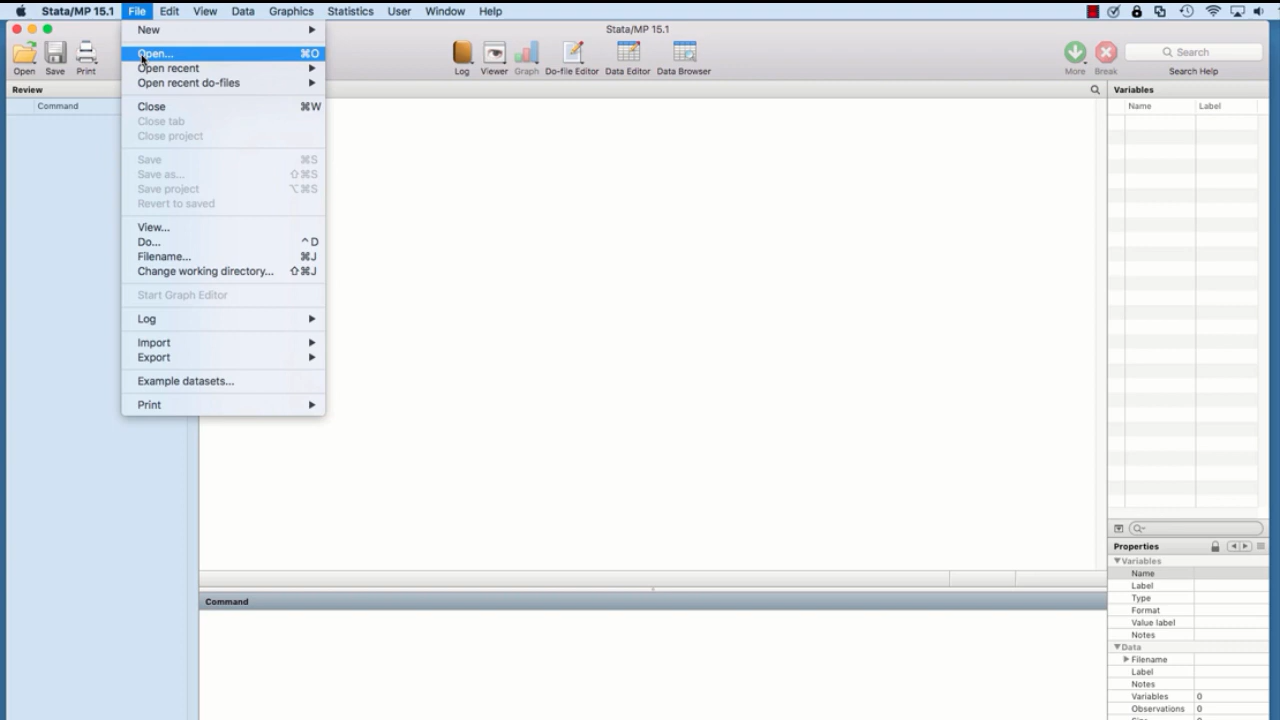 Stata/MP 15.1 File Edit View Data Graphics Statistics User Window Help
Stata/MP 15.1
Open Save Print Log Viewer Graph Do-file Editor Data Editor Data Browser More Break Search
Search Help
Review
Command
New
Open... ⌘O
Open recent
Open recent do-files
Close ⌘W
Close tab
Close project
Save ⌘S
Save as... ⇧⌘S
Save project ⌥⌘S
Revert to saved
View...
Do... ^D
Filename... ⌘J
Change working directory... ⇧⌘J
Start Graph Editor
Log
Import
Export
Example datasets...
Print
Command
Variables
Name Label
Properties
Variables
Name
Label
Type
Format
Value label
Notes
Data
Filename
Label
Notes
Variables 0
Observations 0